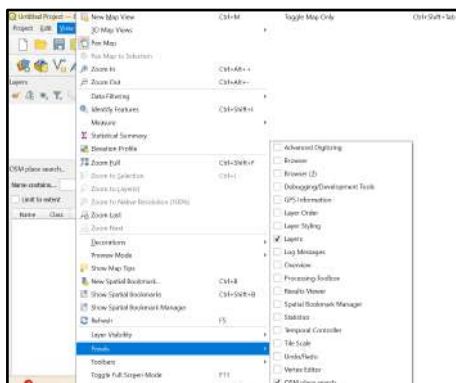 Untitled Project —
Project Edit View
Layers
OSM place search...
Name contains...
Limit to extent
Name Class
New Map View Ctrl+M
3D Map Views
Pan Map
Pan Map to Selection
Zoom In Ctrl+Alt++
Zoom Out Ctrl+Alt+-
Data Filtering
Identify Features Ctrl+Shift+I
Measure
Statistical Summary
Elevation Profile
Zoom Full Ctrl+Shift+F
Zoom to Selection Ctrl+J
Zoom to Layer(s)
Zoom to Native Resolution (100%)
Zoom Last
Zoom Next
Decorations
Preview Mode
Show Map Tips
New Spatial Bookmark... Ctrl+B
Show Spatial Bookmarks Ctrl+Shift+B
Show Spatial Bookmark Manager
Refresh F5
Layer Visibility
Panels
Toolbars
Toggle Full Screen Mode F11
Toggle Map Only Ctrl+Shift+Tab
Advanced Digitizing
Browser
Browser (2)
Debugging/Development Tools
GPS Information
Layer Order
Layer Styling
Layers
Log Messages
Overview
Processing Toolbox
Results Viewer
Spatial Bookmark Manager
Statistics
Temporal Controller
Tile Scale
Undo/Redo
Vertex Editor
OSM place search...